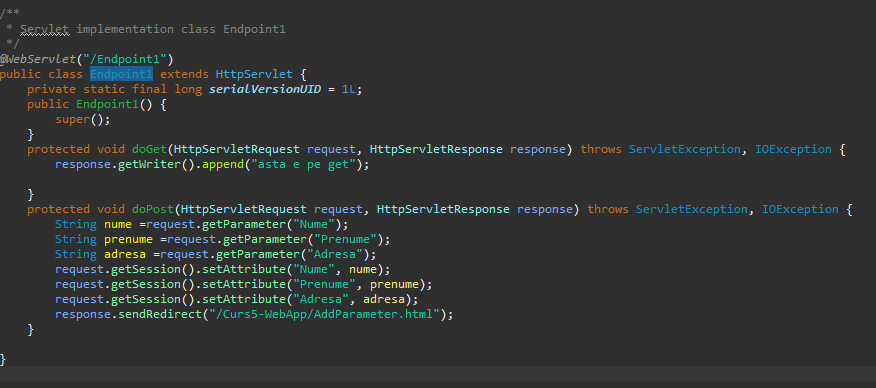 /**
 * Servlet implementation class Endpoint1
 */
@WebServlet("/Endpoint1")
public class Endpoint1 extends HttpServlet {
    private static final long serialVersionUID = 1L;
    public Endpoint1() {
        super();
    }
    protected void doGet(HttpServletRequest request, HttpServletResponse response) throws ServletException, IOException {
        response.getWriter().append("asta e pe get");
    }
    protected void doPost(HttpServletRequest request, HttpServletResponse response) throws ServletException, IOException {
        String nume =request.getParameter("Nume");
        String prenume =request.getParameter("Prenume");
        String adresa =request.getParameter("Adresa");
        request.getSession().setAttribute("Nume", nume);
        request.getSession().setAttribute("Prenume", prenume);
        request.getSession().setAttribute("Adresa", adresa);
        response.sendRedirect("/Curs5-WebApp/AddParameter.html");
    }
}